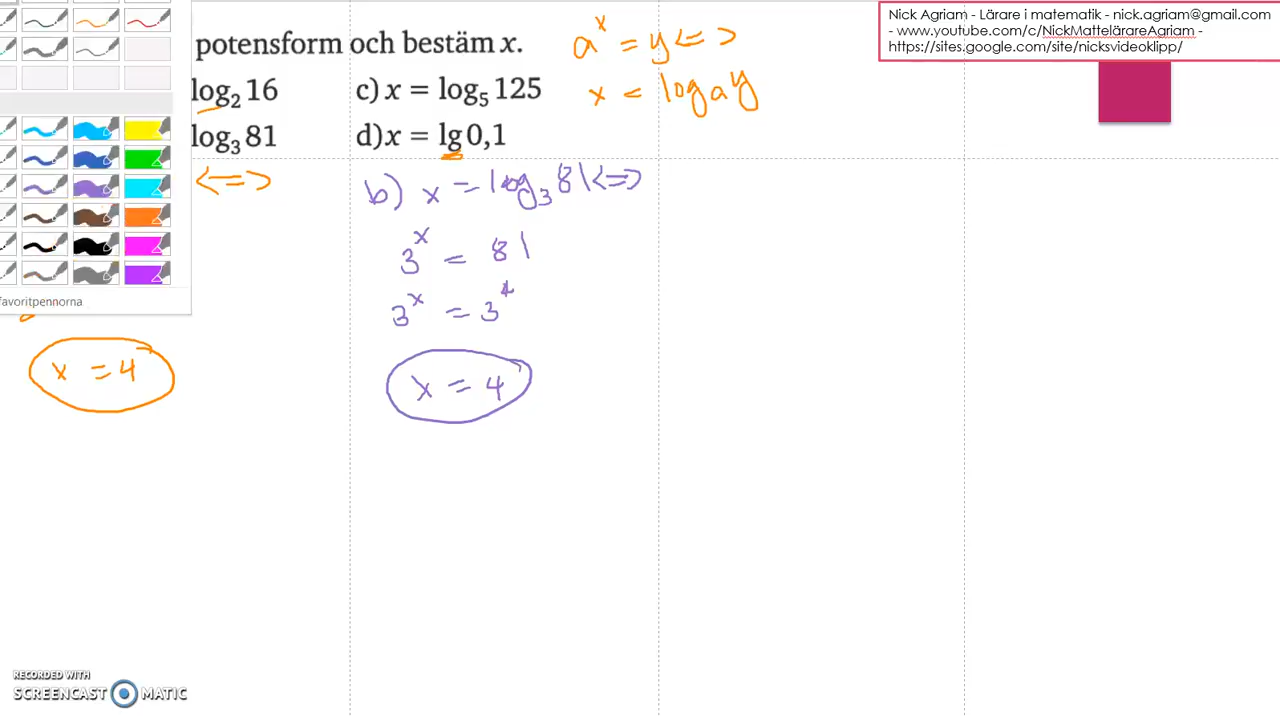 potensform och bestäm x.
log₂ 16
c) x = log₅ 125
log₃ 81
d)x = lg 0,1
aˣ = y <=>
x = logₐ y
Nick Agriam - Lärare i matematik - nick.agriam@gmail.com
- www.youtube.com/c/NickMattelärareAgriam -
https://sites.google.com/site/nicksvideoklipp/
<=>
x = 4
b) x = log₃ 81 <=>
3ˣ = 81
3ˣ = 3⁴
x = 4
favoritpennorna
RECORDED WITH
SCREENCAST MATIC